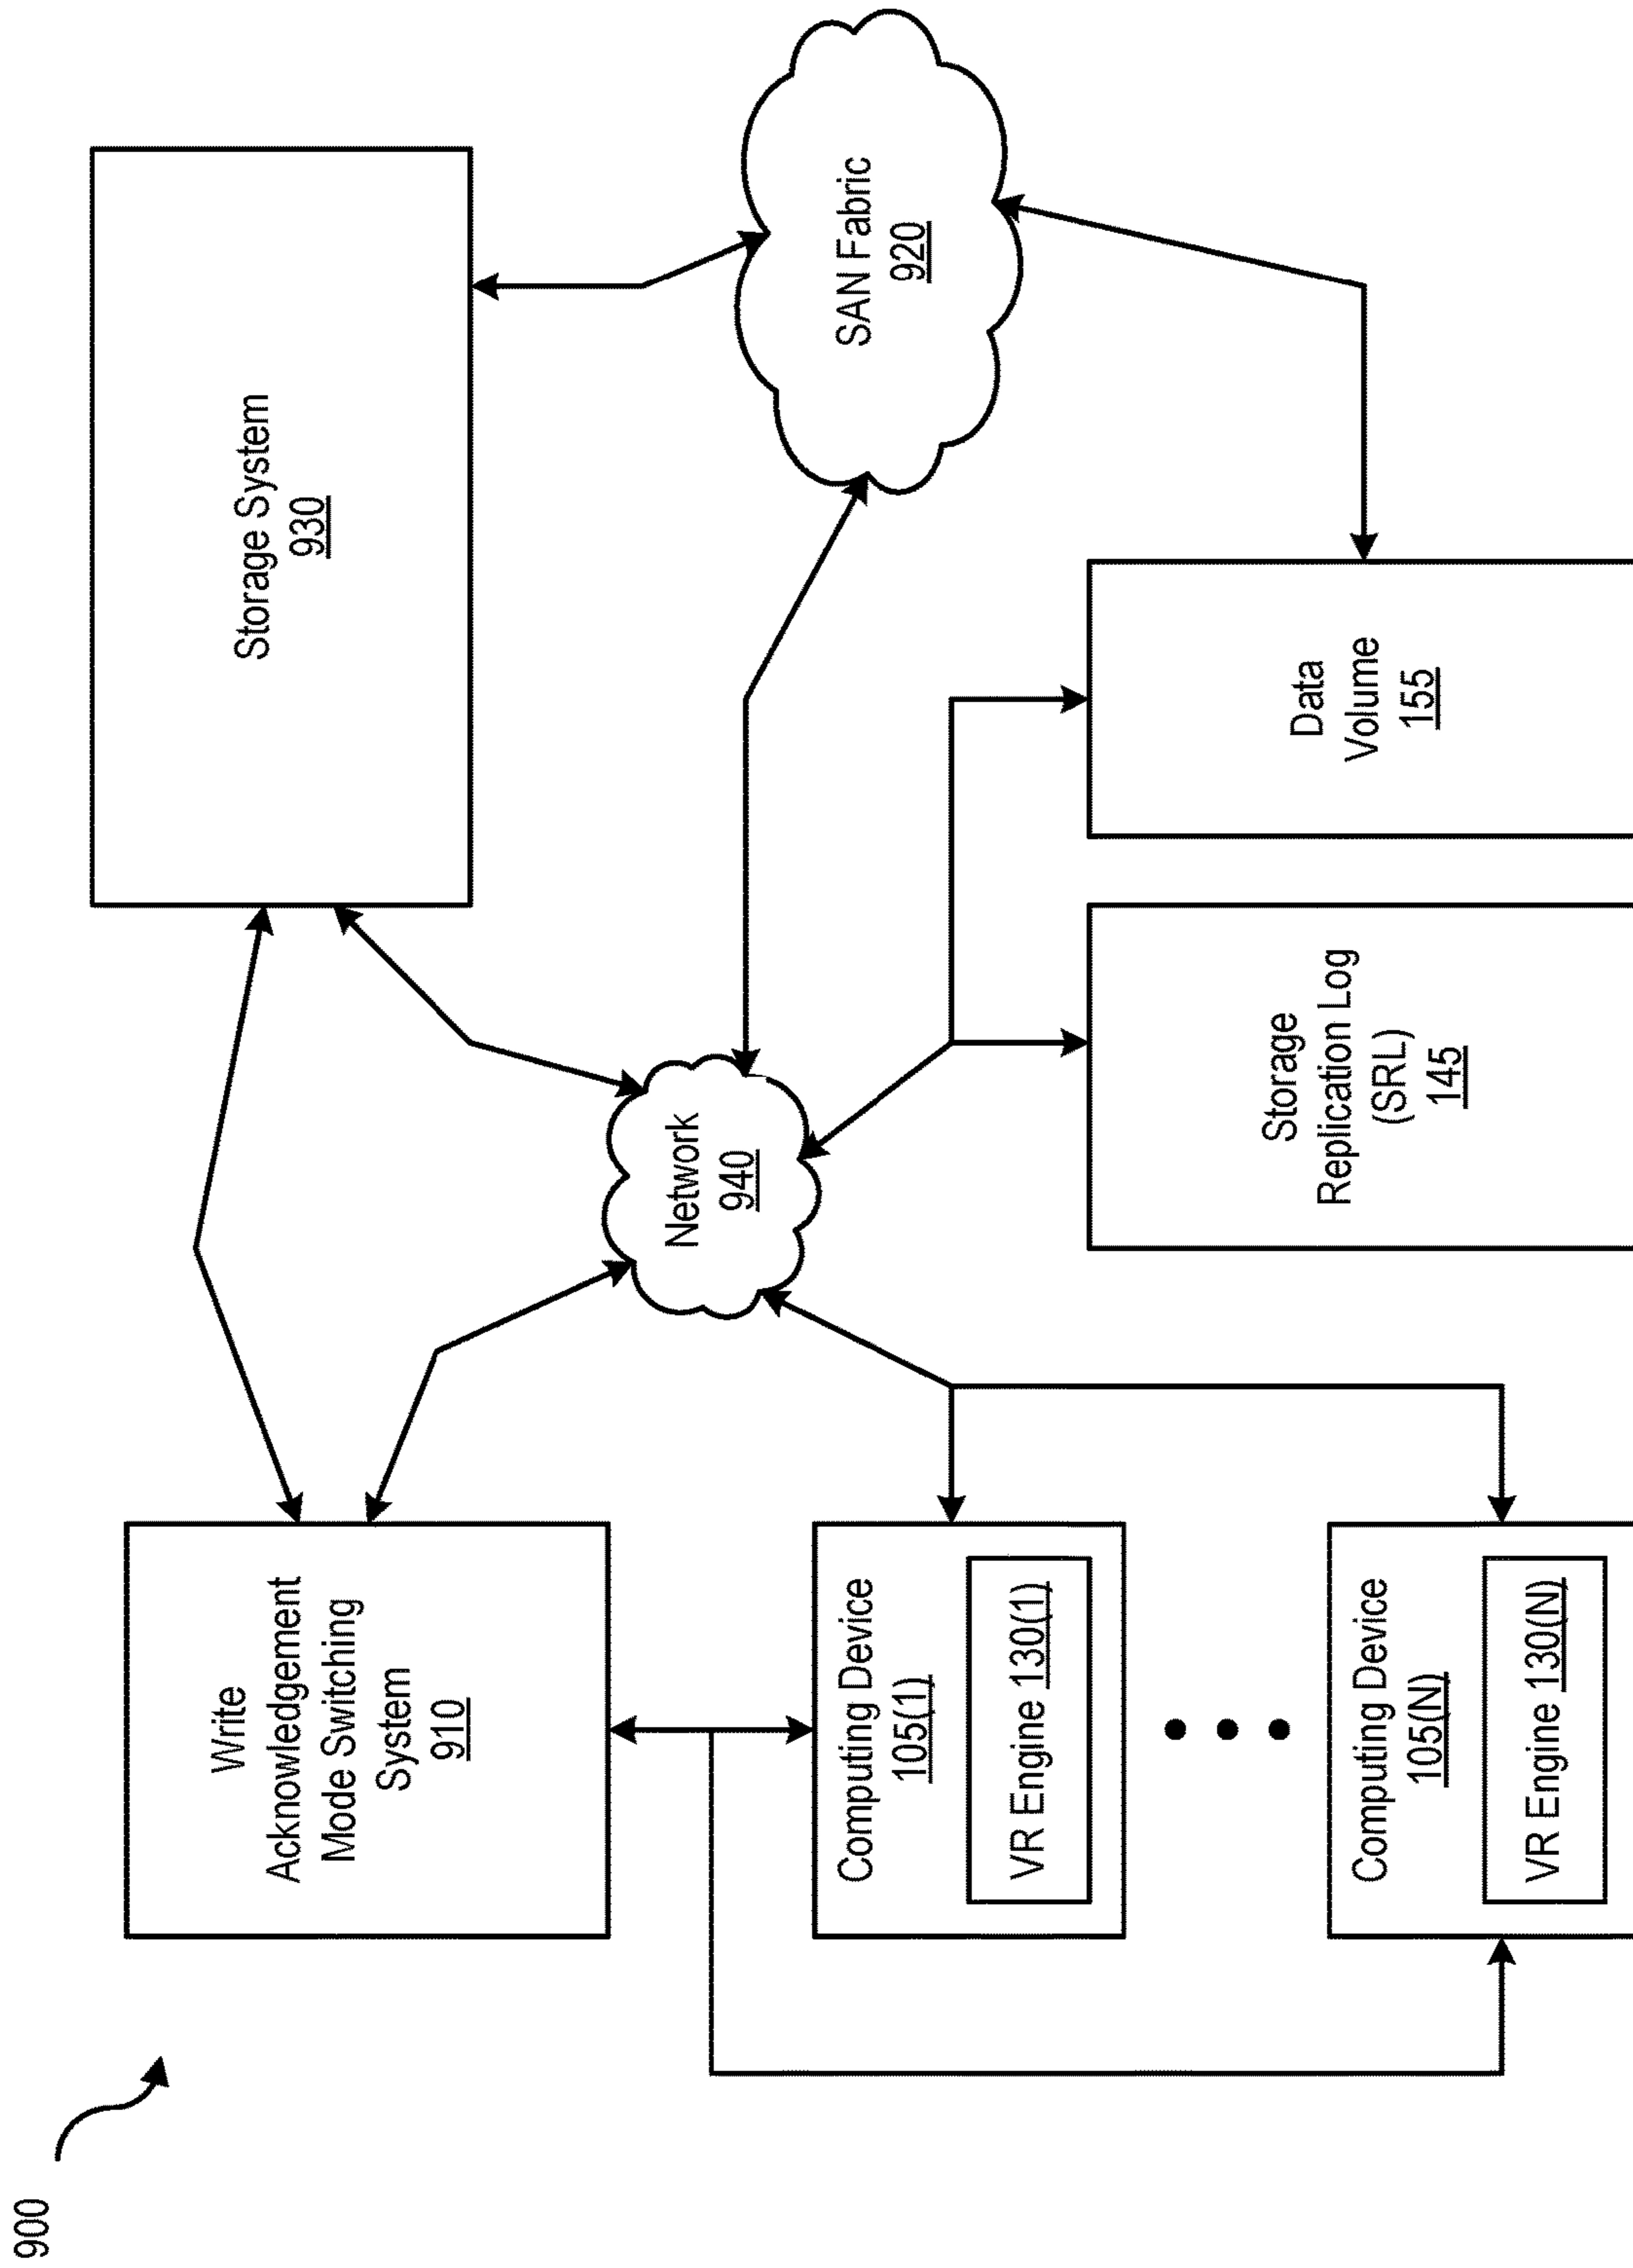 900
Write
Acknowledgement
Mode Switching
System
910
Storage System
930
Network
940
SAN Fabric
920
Computing Device
105(1)
VR Engine 130(1)
Computing Device
105(N)
VR Engine 130(N)
Storage
Replication Log
(SRL)
145
Data
Volume
155